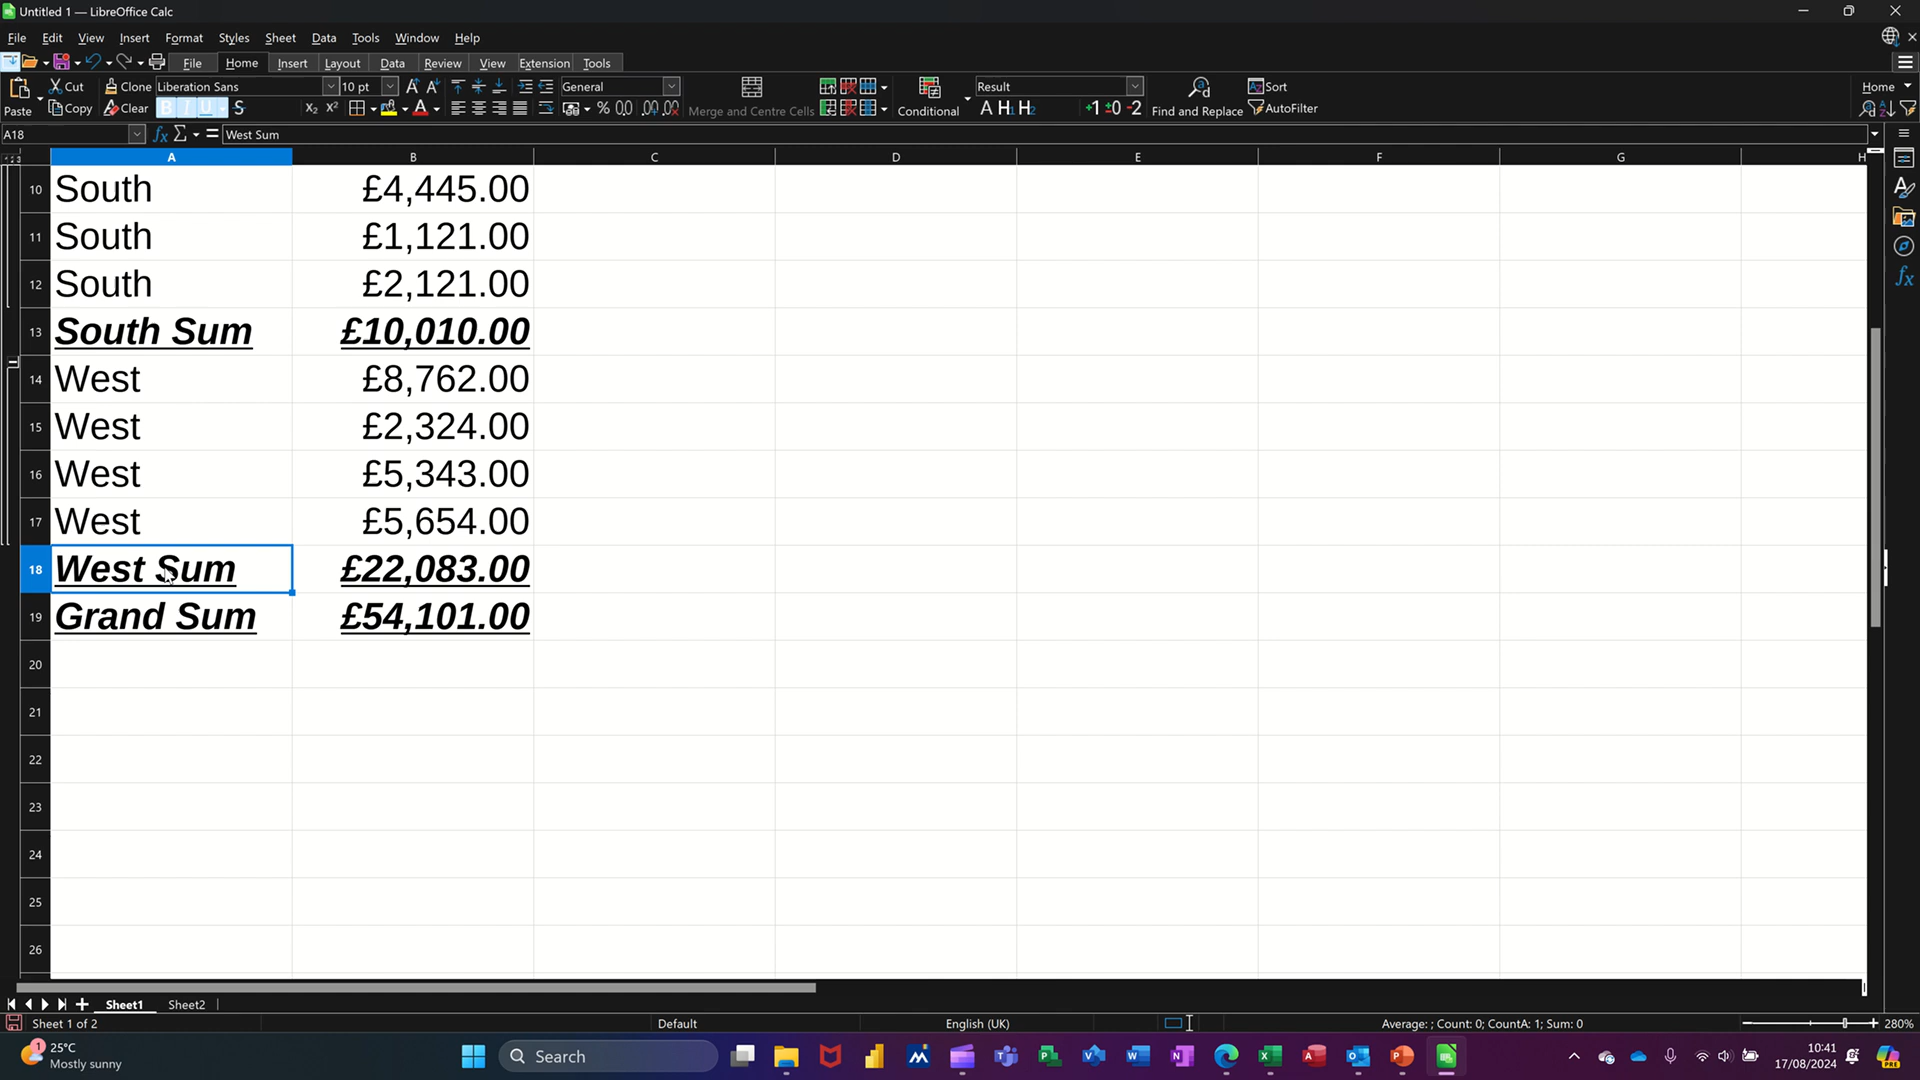 Untitled 1 — LibreOffice Calc
File Edit View Insert Format Styles Sheet Data Tools Window Help
File Home Insert Layout Data Review View Extension Tools
Paste Cut Copy Clone Clear Liberation Sans 10 pt General Merge and Centre Cells Conditional Result Find and Replace Sort AutoFilter Home
A18 West Sum
A B C D E F G H
10 South £4,445.00
11 South £1,121.00
12 South £2,121.00
13 South Sum £10,010.00
14 West £8,762.00
15 West £2,324.00
16 West £5,343.00
17 West £5,654.00
18 West Sum £22,083.00
19 Grand Sum £54,101.00
20
21
22
23
24
25
26
Sheet1 Sheet2
Sheet 1 of 2 Default English (UK) Average: ; Count: 0; CountA: 1; Sum: 0 280%
25°C
Mostly sunny
Search
10:41
17/08/2024